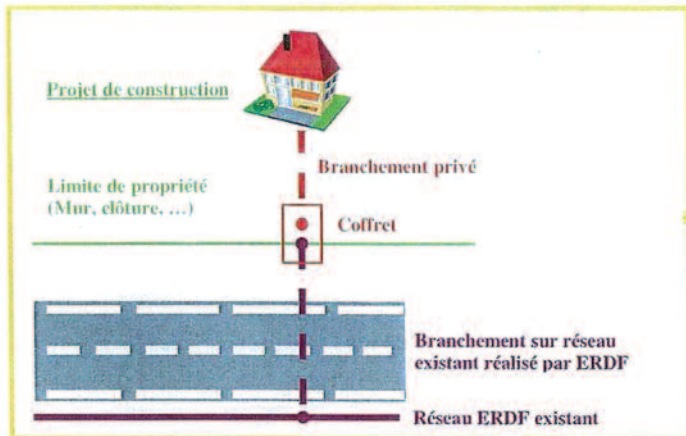 Projet de construction
Branchement privé
Limite de propriété
(Mur, clôture, ...)
Coffret
Branchement sur réseau
existant réalisé par ERDF
Réseau ERDF existant